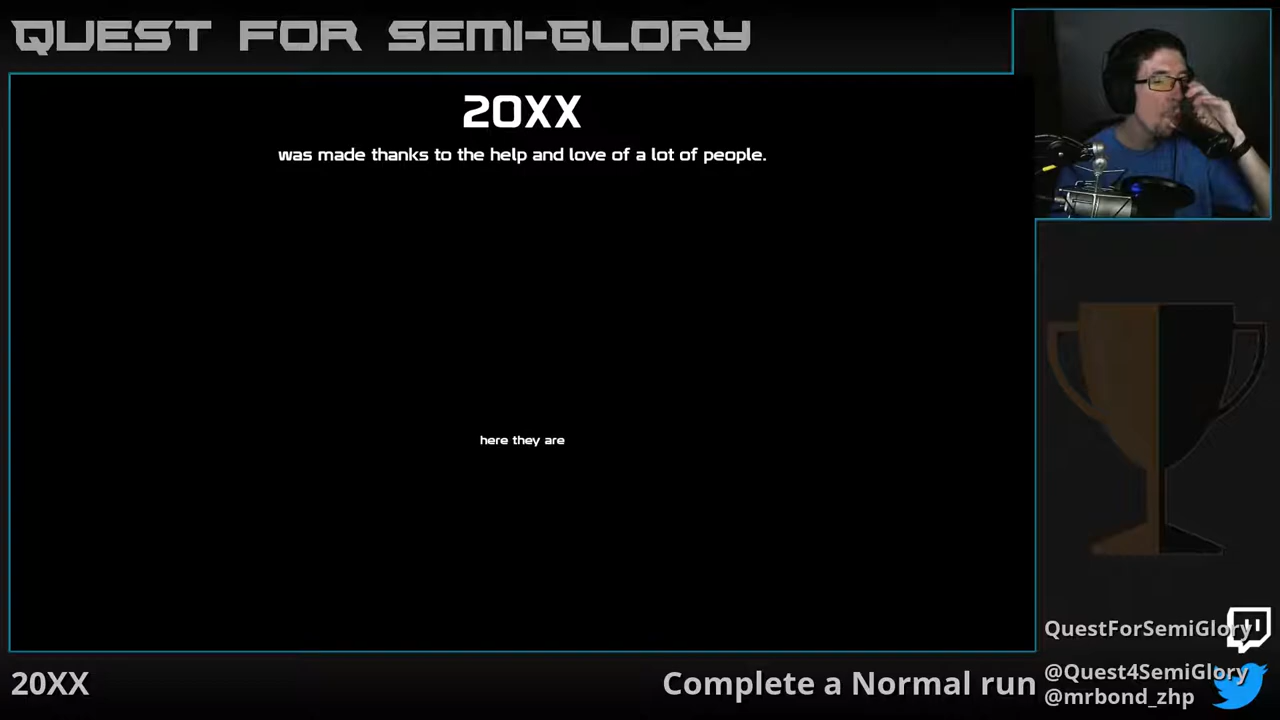 QUEST FOR SEMI-GLORY
20XX
was made thanks to the help and love of a lot of people.
here they are
QuestForSemiGlory
@Quest4SemiGlory
@mrbond_zhp
20XX
Complete a Normal run